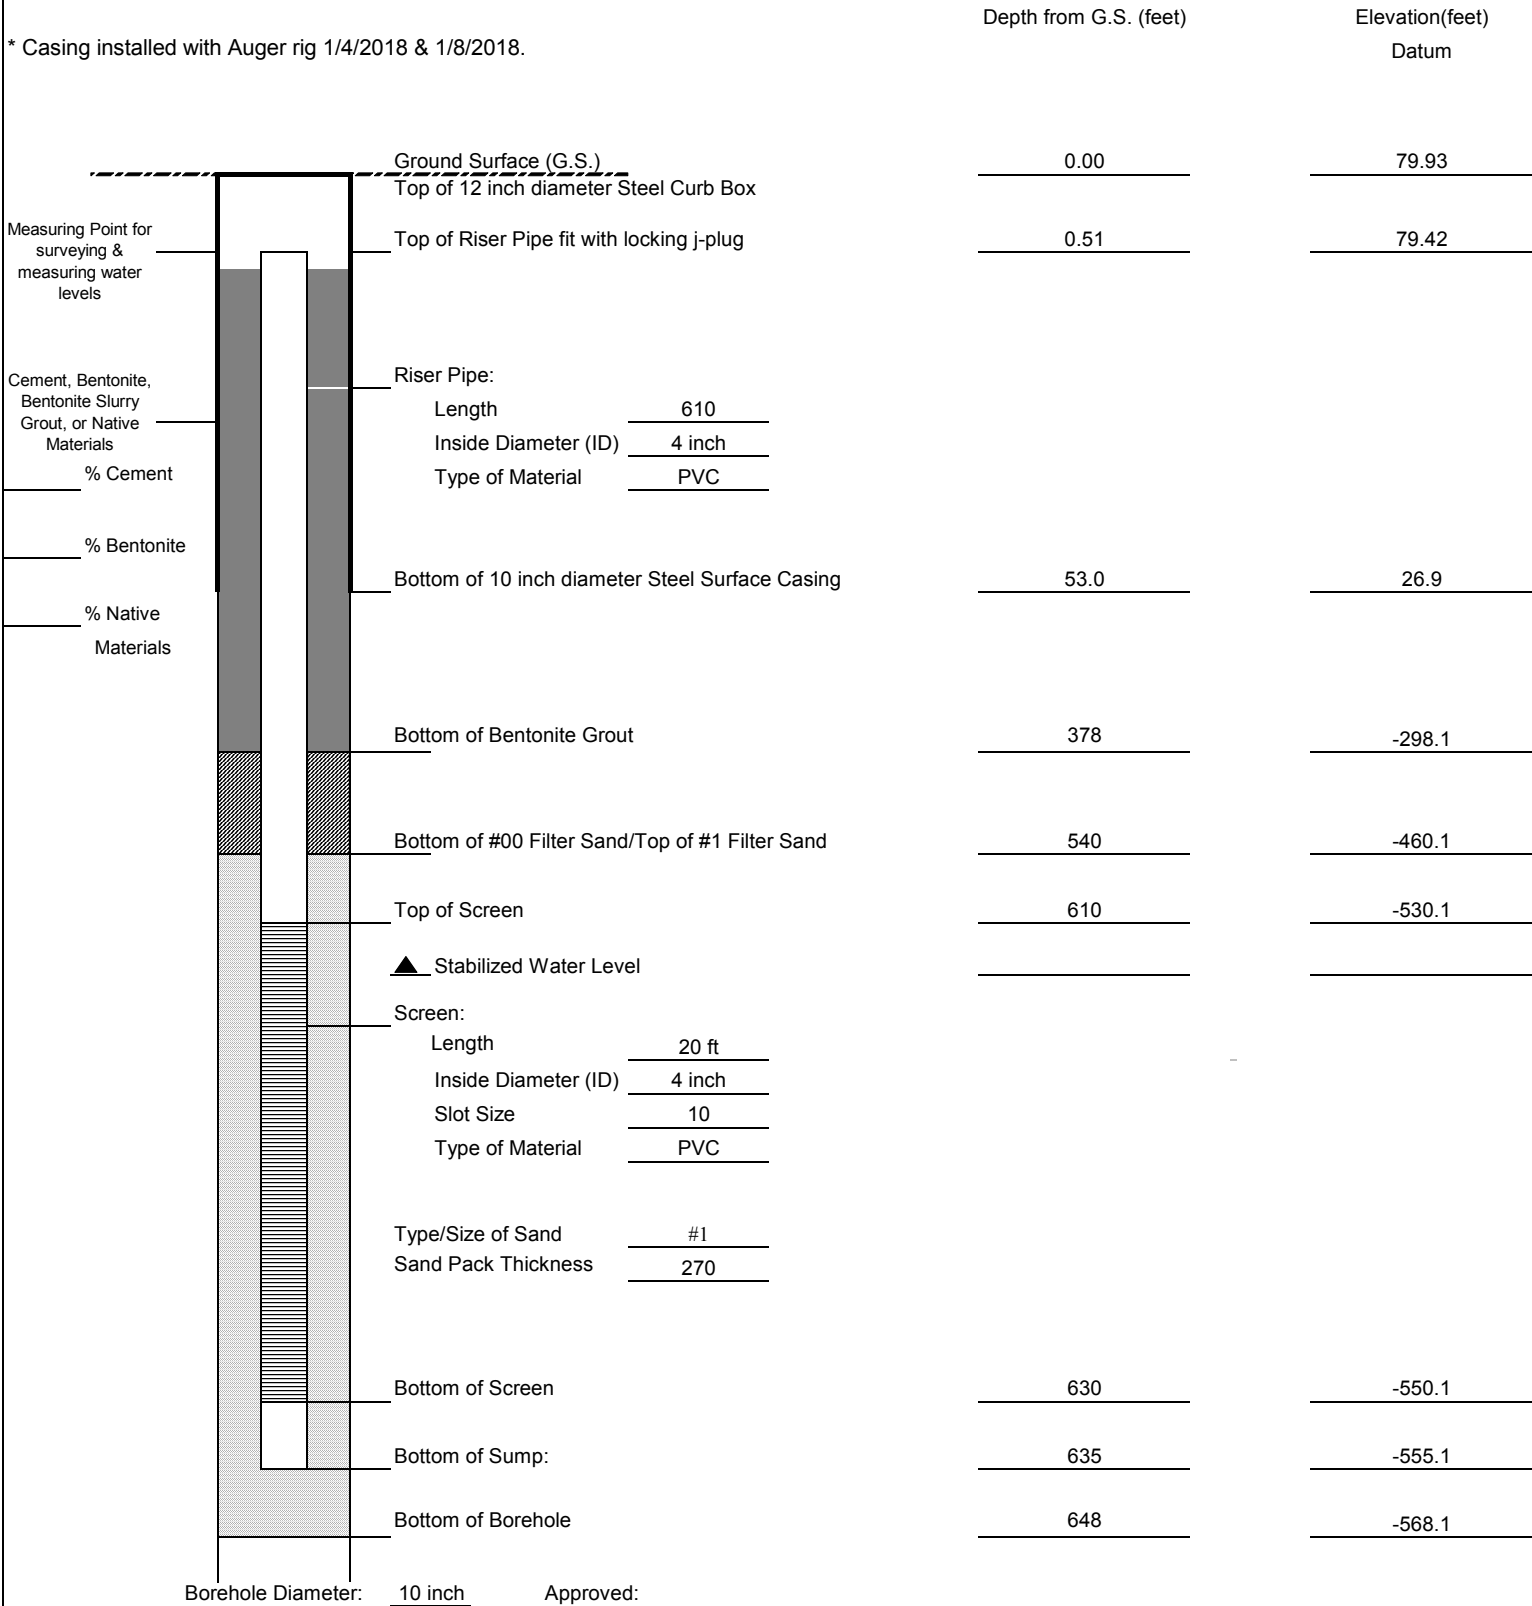 Depth from G.S. (feet) Elevation(feet)
* Casing installed with Auger rig 1/4/2018 & 1/8/2018. Datum
Ground Surface (G.S.) 0.00 79.93
Top of 12 inch diameter Steel Curb Box
Measuring Point for
surveying &
measuring water
levels
Top of Riser Pipe fit with locking j-plug 0.51 79.42
Cement, Bentonite,
Bentonite Slurry
Grout, or Native
Materials
Riser Pipe:
Length 610
Inside Diameter (ID) 4 inch
Type of Material PVC
% Cement
% Bentonite
Bottom of 10 inch diameter Steel Surface Casing 53.0 26.9
% Native
Materials
Bottom of Bentonite Grout 378 -298.1
Bottom of #00 Filter Sand/Top of #1 Filter Sand 540 -460.1
Top of Screen 610 -530.1
Stabilized Water Level
Screen:
Length 20 ft
Inside Diameter (ID) 4 inch
Slot Size 10
Type of Material PVC
Type/Size of Sand #1
Sand Pack Thickness 270
Bottom of Screen 630 -550.1
Bottom of Sump: 635 -555.1
Bottom of Borehole 648 -568.1
Borehole Diameter: 10 inch Approved: